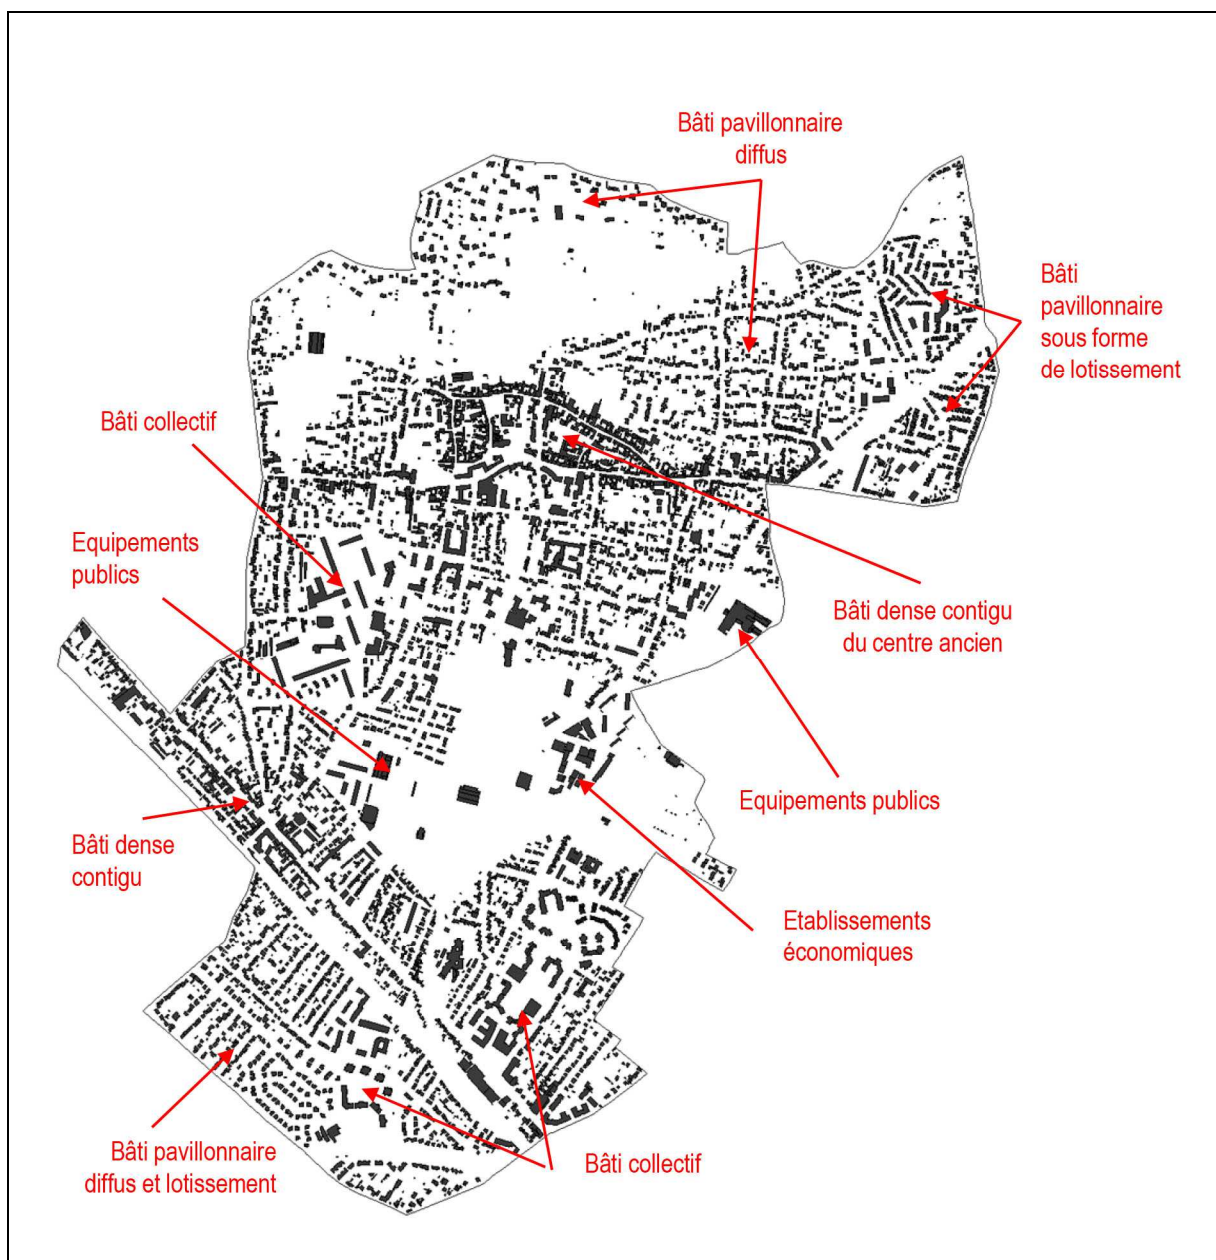 Bâti pavillonnaire
diffus
Bâti
pavillonnaire
sous forme
de lotissement
Bâti collectif
Equipements
publics
Bâti dense contigu
du centre ancien
Equipements publics
Bâti dense
contigu
Etablissements
économiques
Bâti pavillonnaire
diffus et lotissement
Bâti collectif